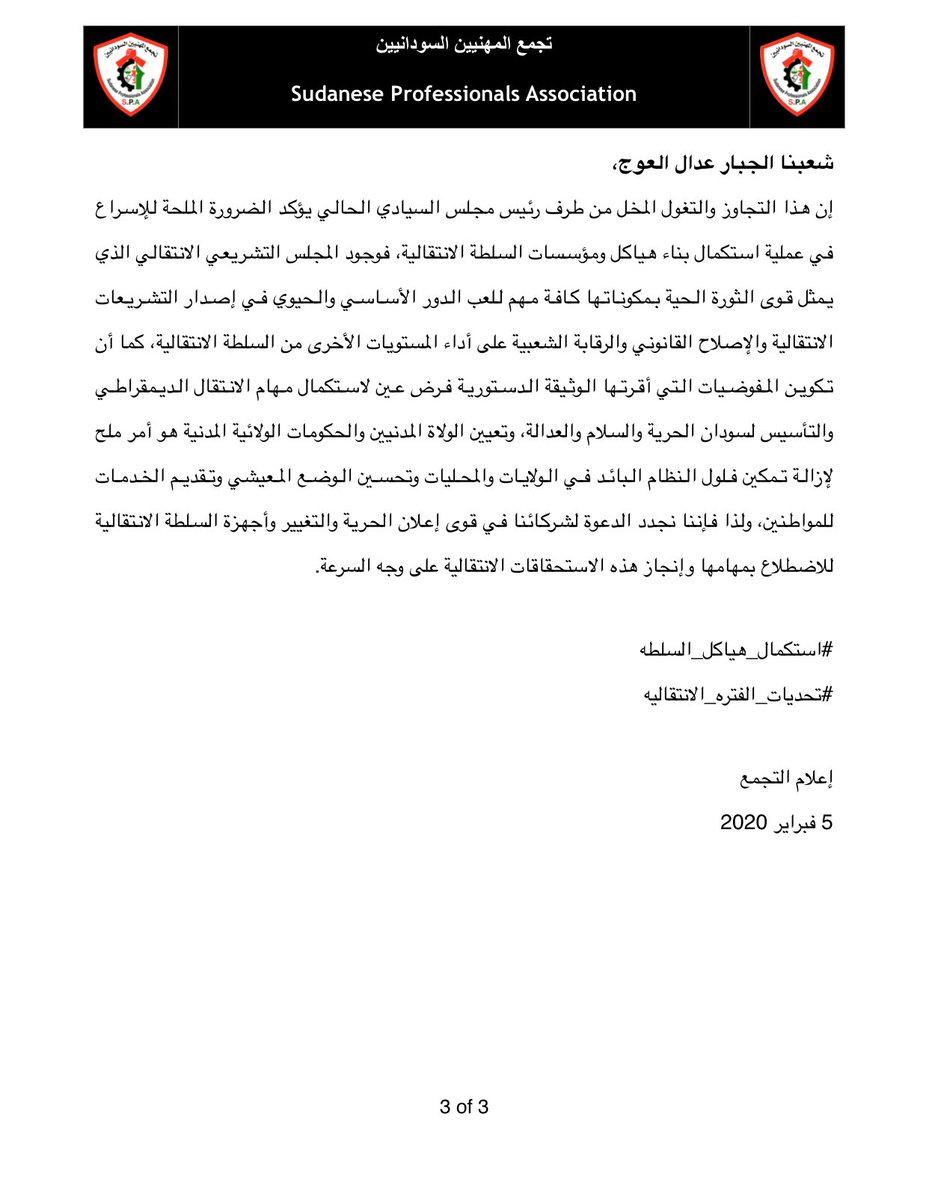 تجمع المهنيين السودانيين
Sudanese Professionals Association
تجمع المهنيين السودانيين
Sudanese Professionals Association
S.P.A
تجمع المهنيين السودانيين
Sudanese Professionals Association
S.P.A
شعبنا الجبار عدال العوج،
إن هذا التجاوز والتغول المخل من طرف رئيس مجلس السيادي الحالي يؤكد الضرورة الملحة للإسراع
في عملية استكمال بناء هياكل ومؤسسات السلطة الانتقالية، فوجود المجلس التشريعي الانتقالي الذي
يمثل قوى الثورة الحية بمكوناتها كافة مهم للعب الدور الأساسي والحيوي في إصدار التشريعات
الانتقالية والإصلاح القانوني والرقابة الشعبية على أداء المستويات الأخرى من السلطة الانتقالية، كما أن
تكوين المفوضيات التي أقرتها الوثيقة الدستورية فرض عين لاستكمال مهام الانتقال الديمقراطي
والتأسيس لسودان الحرية والسلام والعدالة، وتعيين الولاة المدنيين والحكومات الولائية المدنية هو أمر ملح
لإزالة تمكين فلول النظام البائد في الولايات والمحليات وتحسين الوضع المعيشي وتقديم الخدمات
للمواطنين، ولذا فإننا نجدد الدعوة لشركائنا في قوى إعلان الحرية والتغيير وأجهزة السلطة الانتقالية
للاضطلاع بمهامها وإنجاز هذه الاستحقاقات الانتقالية على وجه السرعة.
#استكمال_هياكل_السلطه
#تحديات_الفتره_الانتقاليه
إعلام التجمع
5 فبراير 2020
3 of 3